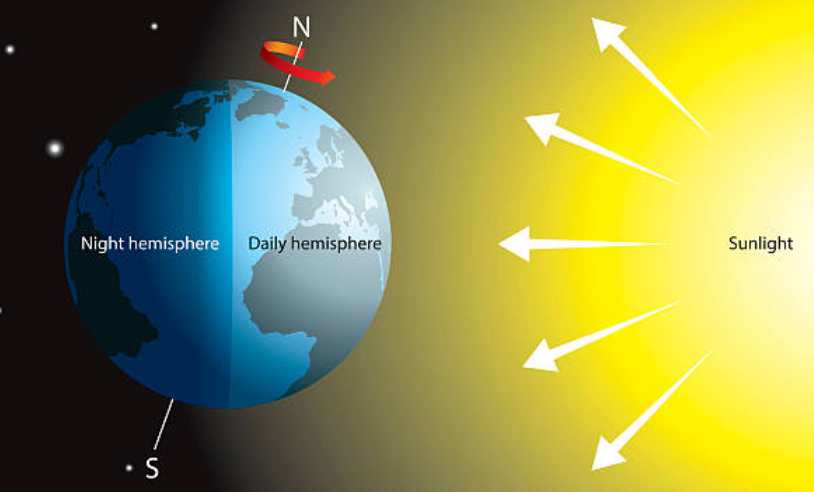 N
Night hemisphere
Daily hemisphere
Sunlight
S